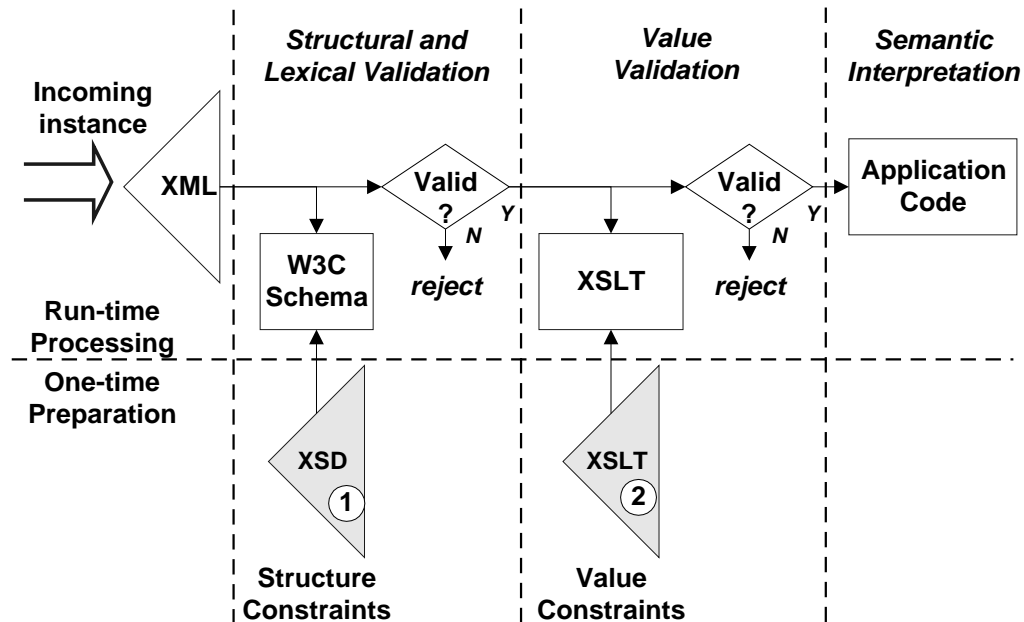 Structural and
Lexical Validation
Value
Validation
Semantic
Interpretation
Incoming
instance
XML
Valid
?
Y
N
reject
W3C
Schema
Valid
?
Y
N
reject
XSLT
Application
Code
Run-time
Processing
One-time
Preparation
XSD
1
XSLT
2
Structure
Constraints
Value
Constraints